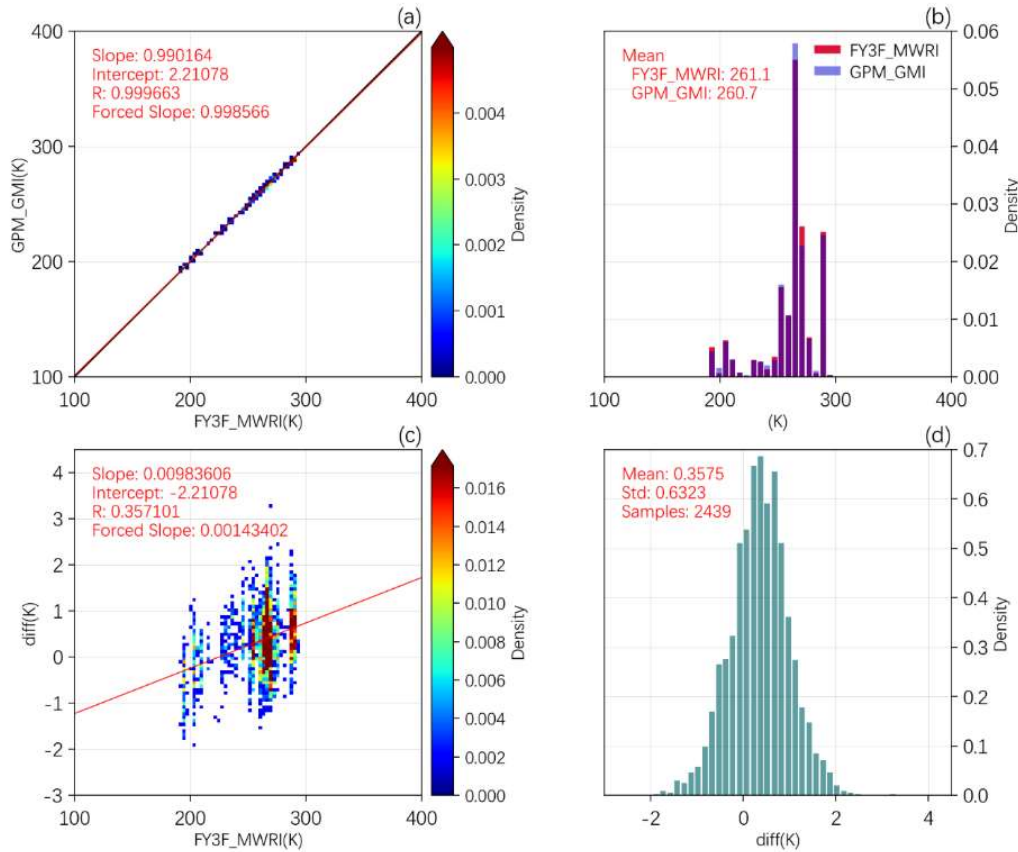 (a)
Slope: 0.990164
Intercept: 2.21078
R: 0.999663
Forced Slope: 0.998566
400
300
200
100
GPM_GMI(K)
100
200
300
400
FY3F_MWRI(K)
0.004
0.003
0.002
0.001
0.000
Density
(b)
Mean
FY3F_MWRI: 261.1
GPM_GMI: 260.7
FY3F_MWRI
GPM_GMI
0.06
0.05
0.04
0.03
0.02
0.01
0.00
Density
100
200
300
(K)
(c)
Slope: 0.00983606
Intercept: -2.21078
R: 0.357101
Forced Slope: 0.00143402
4
3
2
1
0
-1
-2
-3
diff(K)
100
200
300
400
FY3F_MWRI(K)
0.016
0.014
0.012
0.010
0.008
0.006
0.004
0.002
0.000
Density
(d)
Mean: 0.3575
Std: 0.6323
Samples: 2439
0.7
0.6
0.5
0.4
0.3
0.2
0.1
0.0
Density
-2
0
2
4
diff(K)